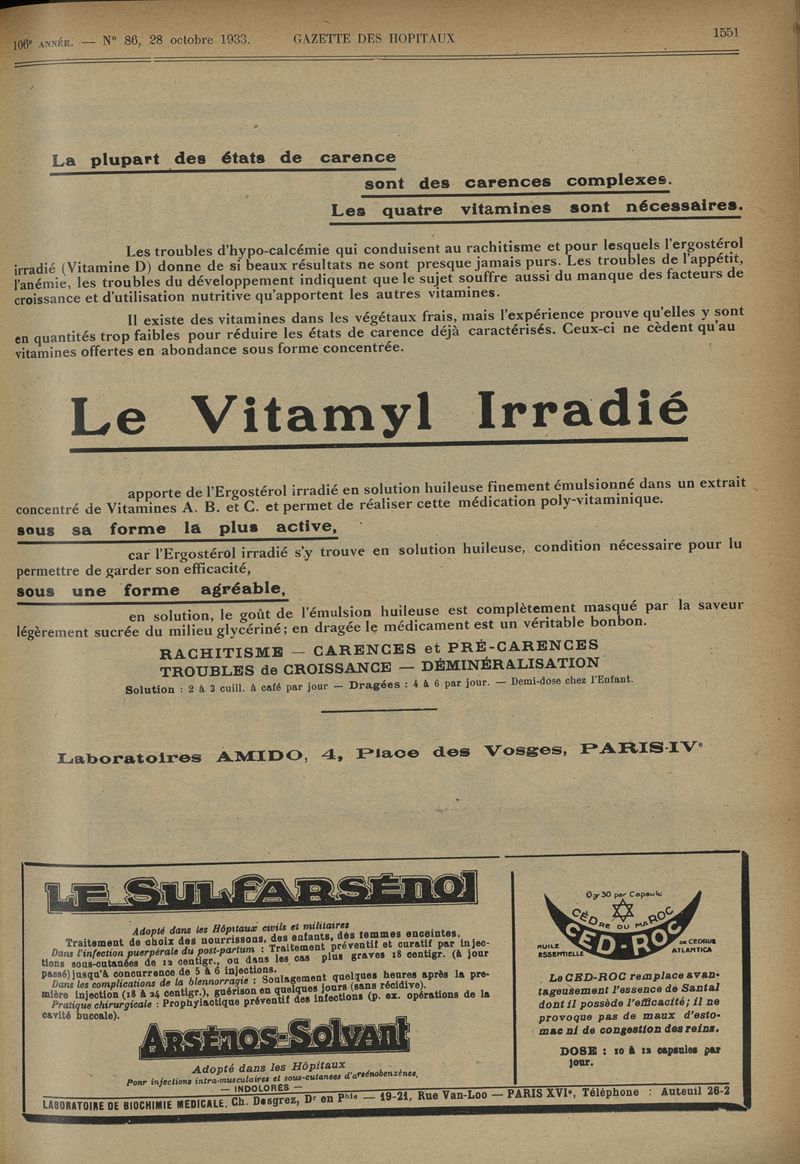 106e ANNÉE. — N° 86, 28 octobre 1933. GAZETTE DES HOPITAUX 1551
La plupart des états de carence
sont des carences complexes.
Les quatre vitamines sont nécessaires.
Les troubles d'hypo-calcémie qui conduisent au rachitisme et pour lesquels l'ergostérol
irradié (Vitamine D) donne de si beaux résultats ne sont presque jamais purs. Les troubles de l'appétit,
l'anémie, les troubles du développement indiquent que le sujet souffre aussi du manque des facteurs de
croissance et d'utilisation nutritive qu'apportent les autres vitamines.
Il existe des vitamines dans les végétaux frais, mais l'expérience prouve qu'elles y sont
en quantités trop faibles pour réduire les états de carence déjà caractérisés. Ceux-ci ne cèdent qu'au
vitamines offertes en abondance sous forme concentrée.
Le Vitamyl Irradié
apporte de l'Ergostérol irradié en solution huileuse finement émulsionné dans un extrait
concentré de Vitamines A. B. et C. et permet de réaliser cette médication poly-vitaminique.
sous sa forme la plus active,
car l'Ergostérol irradié s'y trouve en solution huileuse, condition nécessaire pour lu
permettre de garder son efficacité,
sous une forme agréable,
en solution, le goût de l'émulsion huileuse est complètement masqué par la saveur
légèrement sucrée du milieu glycériné; en dragée le médicament est un véritable bonbon.
RACHITISME — CARENCES et PRÉ-CARENCES
TROUBLES de CROISSANCE — DÉMINÉRALISATION
Solution : 2 à 3 cuill. à café par jour — Dragées : 4 à 6 par jour. — Demi-dose chez l'Enfant.
Laboratoires AMIDO, 4, Place des Vosges, PARIS-IVe
LE SULFARSÉNOL
Adopté dans les Hôpitaux civils et militaires
Traitement de choix des nourrissons, des enfants, des femmes enceintes,
Dans l'infection puerpérale du post-partum : Traitement préventif et curatif par injec-
tions sous-cutanées de 12 centigr., ou dans les cas plus graves 18 centigr. (à jour
passé) jusqu'à concurrence de 5 à 6 injections.
Dans les complications de la blennorragie : Soulagement quelques heures après la pre-
mière injection (18 à 24 centigr.), guérison en quelques jours (sans récidive).
Pratique chirurgicale : Prophylactique préventif des infections (p. ex. opérations de la
cavité buccale).
ARSÉNOS-SOLVANT
Adopté dans les Hôpitaux
Pour injections intra-musculaires et sous-cutanées d'arsénobenzènes.
— INDOLORES —
0gr30 par Capsule
CÈDRE DU MAROC
CED-ROC
HUILE ESSENTIELLE
DE CEDRUS ATLANTICA
Le CED-ROC remplace avan-
tageusement l'essence de Santal
dont il possède l'efficacité; il ne
provoque pas de maux d'esto-
mac ni de congestion des reins.
DOSE : 10 à 12 capsules par
jour.
LABORATOIRE DE BIOCHIMIE MEDICALE. Ch. Desgrez, Dr en Phie — 19-21, Rue Van-Loo — PARIS XVIe, Téléphone : Auteuil 26-2